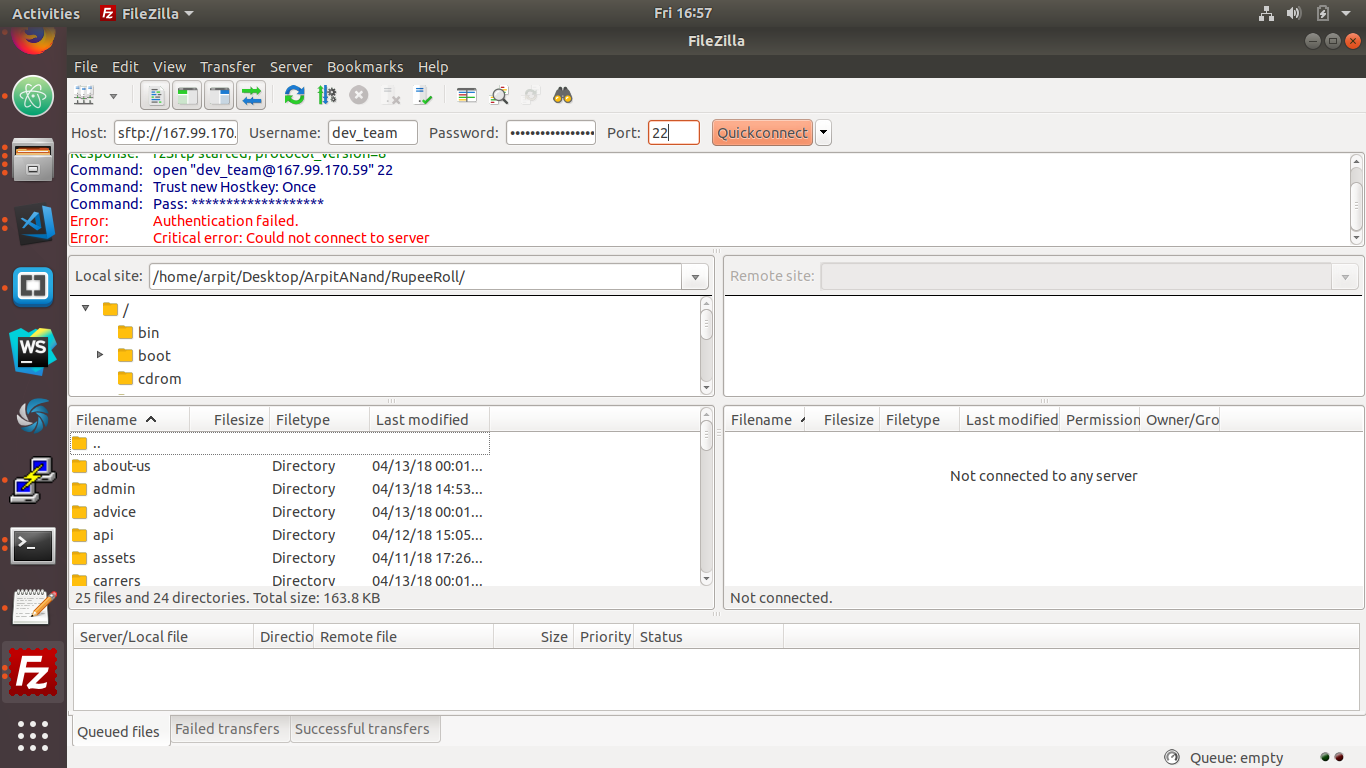 Activities FileZilla Fri 16:57
FileZilla
File Edit View Transfer Server Bookmarks Help
Host: sftp://167.99.170. Username: dev_team Password: •••••••••••••••• Port: 22 Quickconnect
Response: fzSftp started, protocol_version=8
Command: open "dev_team@167.99.170.59" 22
Command: Trust new Hostkey: Once
Command: Pass: *******************
Error: Authentication failed.
Error: Critical error: Could not connect to server
Local site: /home/arpit/Desktop/ArpitANand/RupeeRoll/ Remote site:
/
bin
boot
cdrom
Filename Filesize Filetype Last modified
..
about-us Directory 04/13/18 00:01...
admin Directory 04/13/18 14:53...
advice Directory 04/13/18 00:01...
api Directory 04/12/18 15:05...
assets Directory 04/11/18 17:26...
carrers Directory 04/13/18 00:01...
25 files and 24 directories. Total size: 163.8 KB
Filename Filesize Filetype Last modified Permission Owner/Gro
Not connected to any server
Not connected.
Server/Local file Directio Remote file Size Priority Status
Queued files Failed transfers Successful transfers
Queue: empty
WS
Fz